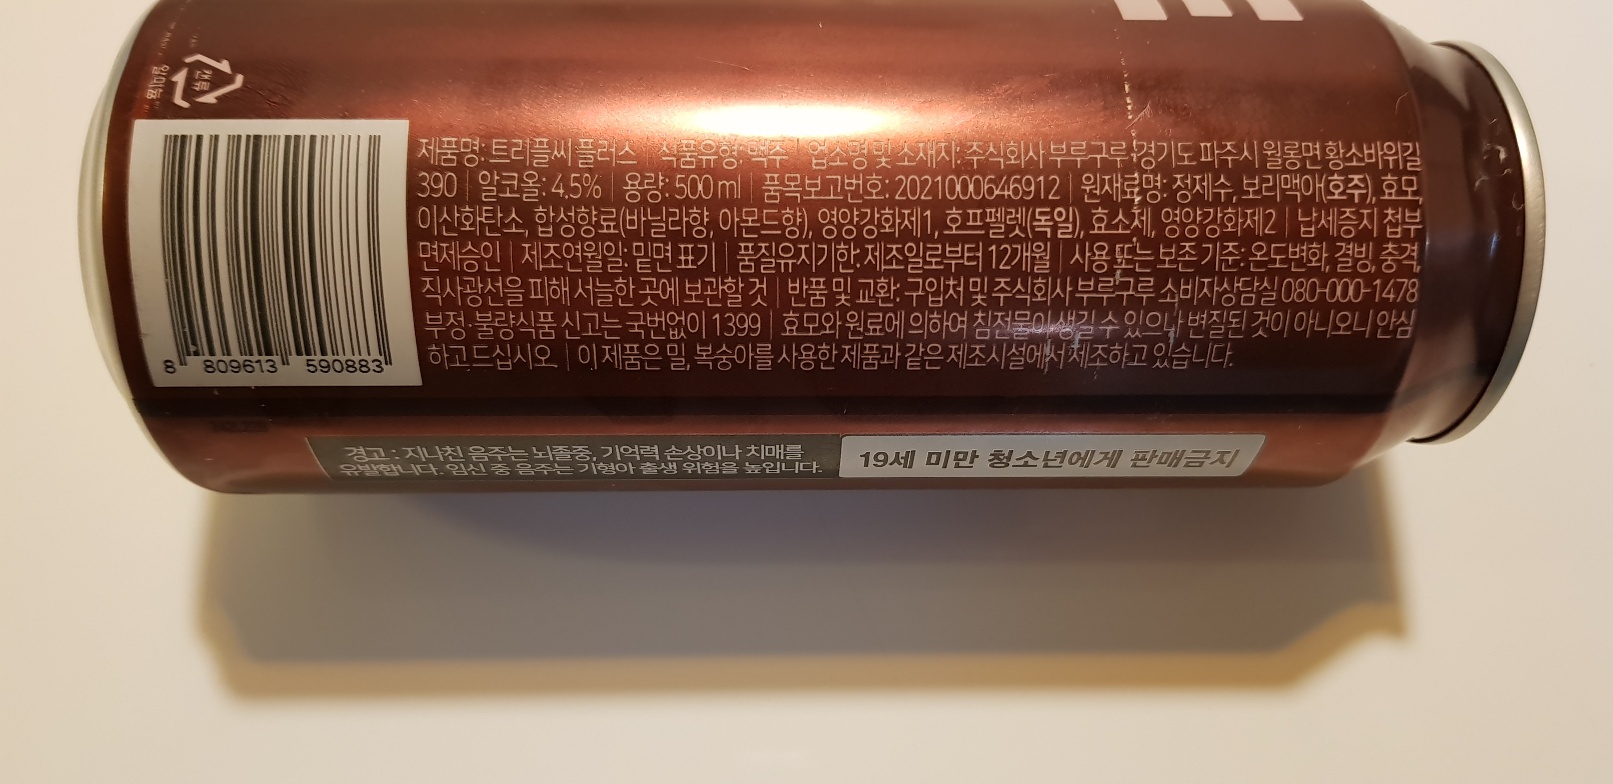 캔류
제품명: 트리플씨 플러스 | 식품유형: 맥주 | 업소명 및 소재지: 주식회사 부루구루, 경기도 파주시 월롱면 황소바위길
390 | 알코올: 4.5% | 용량: 500 ml | 품목보고번호: 2021000646912 | 원재료명: 정제수, 보리맥아(호주), 효모,
이산화탄소, 합성향료(바닐라향, 아몬드향), 영양강화제1, 호프펠렛(독일), 효소제, 영양강화제2 | 납세증지 첩부
면제승인 | 제조연월일: 밑면 표기 | 품질유지기한: 제조일로부터 12개월 | 사용 또는 보존 기준: 온도변화, 결빙, 충격,
직사광선을 피해 서늘한 곳에 보관할 것 | 반품 및 교환: 구입처 및 주식회사 부루구루 소비자상담실 080-000-1478
부정·불량식품 신고는 국번없이 1399 | 효모와 원료에 의하여 침전물이 생길 수 있으나 변질된 것이 아니오니 안심
하고 드십시오. | 이 제품은 밀, 복숭아를 사용한 제품과 같은 제조시설에서 제조하고 있습니다.
8 809613 590883
경고 : 지나친 음주는 뇌졸중, 기억력 손상이나 치매를
유발합니다. 임신 중 음주는 기형아 출생 위험을 높입니다.
19세 미만 청소년에게 판매금지